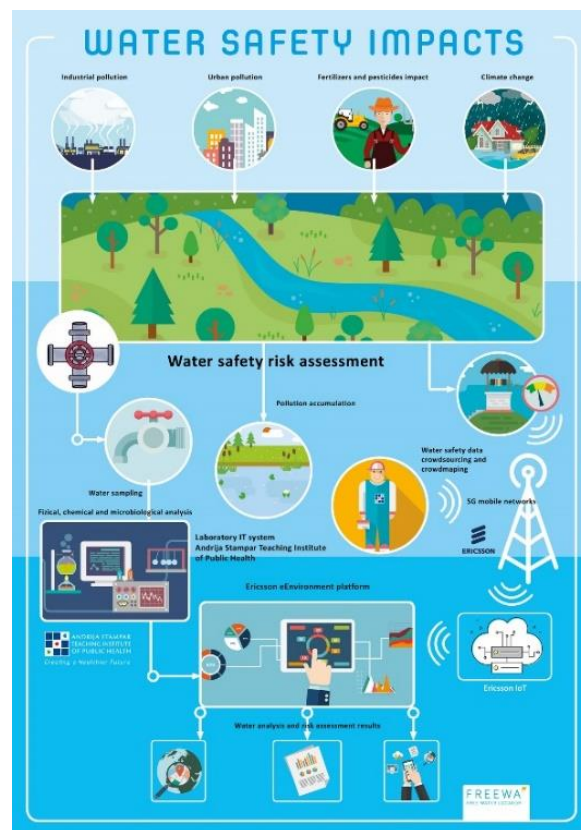 WATER SAFETY IMPACTS
Industrial pollution
Urban pollution
Fertilizers and pesticides impact
Climate change
Water safety risk assessment
Pollution accumulation
Water safety data
crowdsourcing and
crowdmaping
Water sampling
5G mobile networks
Fizical, chemical and microbiological analysis
Laboratory IT system
Andrija Stampar Teaching Institute
of Public Health
ERICSSON
Ericsson eEnvironment platform
ANDRIJA STAMPAR
TEACHING INSTITUTE
OF PUBLIC HEALTH
Creating a healthier future
Ericsson IoT
Water analysis and risk assessment results
FREEWA
FREE WATER LOCATOR